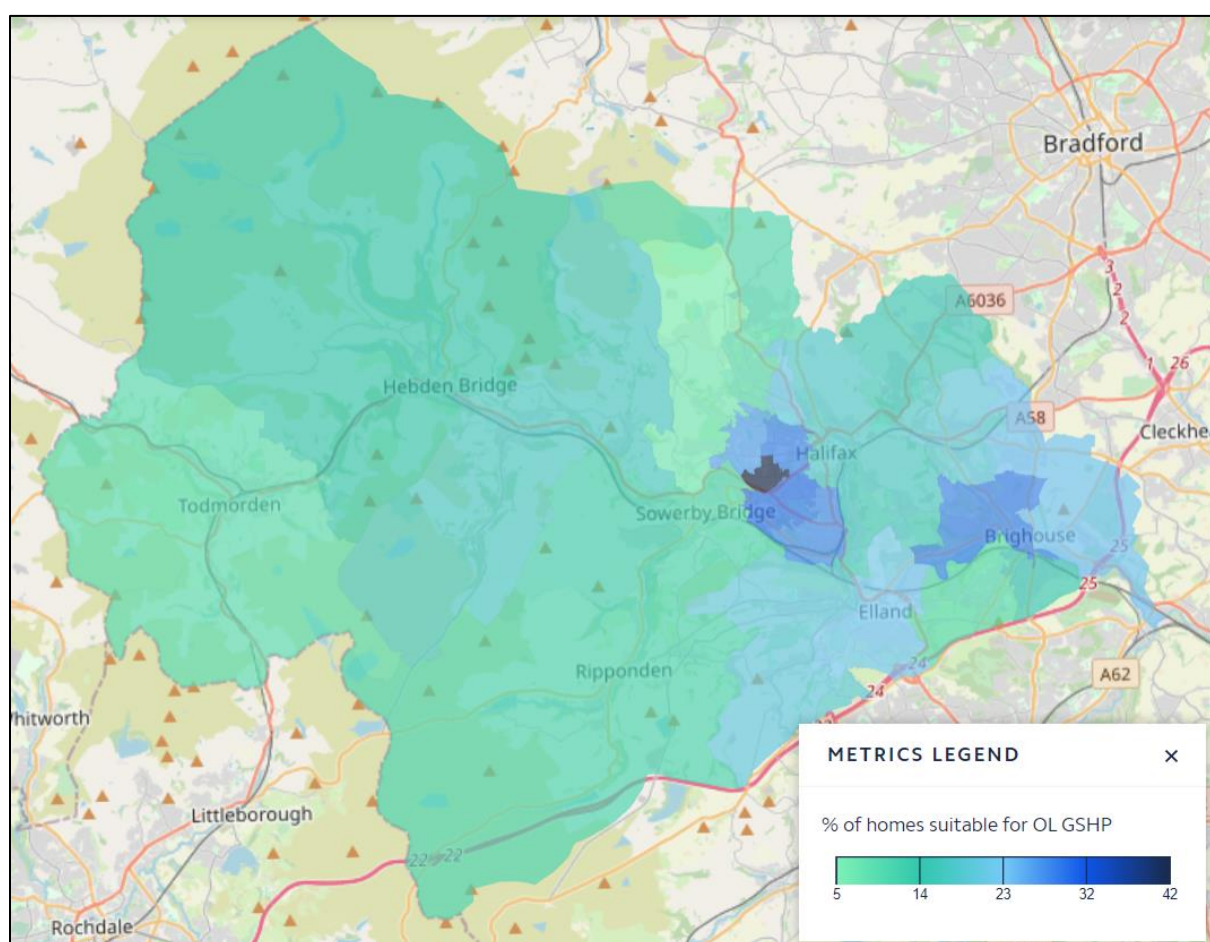 Bradford
3
2
2
A6036
1
26
Hebden Bridge
A58
Cleckhe
Halifax
Todmorden
Sowerby Bridge
Brighouse
25
25
Elland
Ripponden
24
24
A62
Whitworth
METRICS LEGEND ×
% of homes suitable for OL GSHP
5 14 23 32 42
Littleborough
22 22
Rochdale